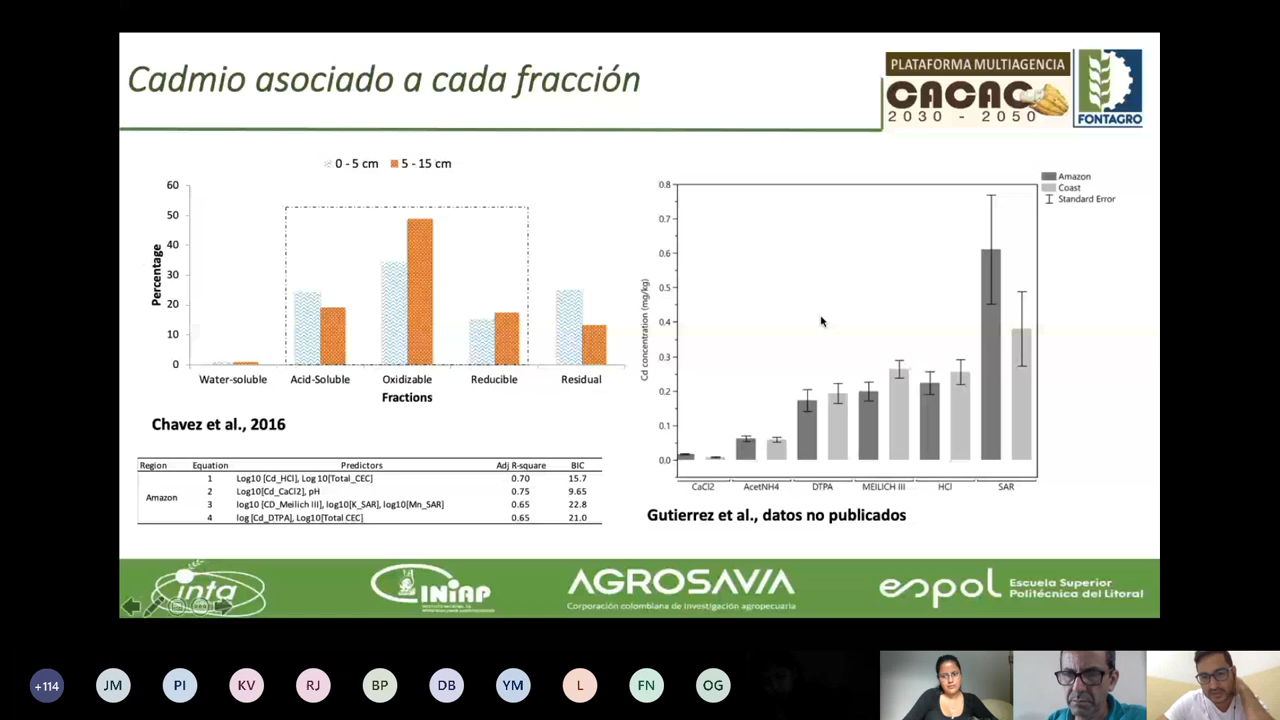 Cadmio asociado a cada fracción
PLATAFORMA MULTIAGENCIA
CACAO
2030 - 2050
FONTAGRO
0 - 5 cm 5 - 15 cm
60
50
40
30
20
10
0
Percentage
Water-soluble Acid-Soluble Oxidizable Reducible Residual
Fractions
Chavez et al., 2016
Region Equation Predictors Adj R-square BIC
Amazon
1 Log10 [Cd_HCl], Log10[Total_CEC] 0.70 15.7
2 Log10[Cd_CaCl2], pH 0.75 9.65
3 log10 [CD_Meilich III], log10[K_SAR], log10[Mn_SAR] 0.65 22.8
4 log [Cd_DTPA], Log10[Total CEC] 0.65 21.0
Amazon
Coast
Standard Error
0.8
0.7
0.6
0.5
0.4
0.3
0.2
0.1
0.0
Cd concentration (mg/kg)
CaCl2 AcetNH4 DTPA MEILICH III HCl SAR
Gutierrez et al., datos no publicados
inta
INIAP
AGROSAVIA
Corporación colombiana de investigación agropecuaria
espol
Escuela Superior
Politécnica del Litoral
+114 JM PI KV RJ BP DB YM L FN OG